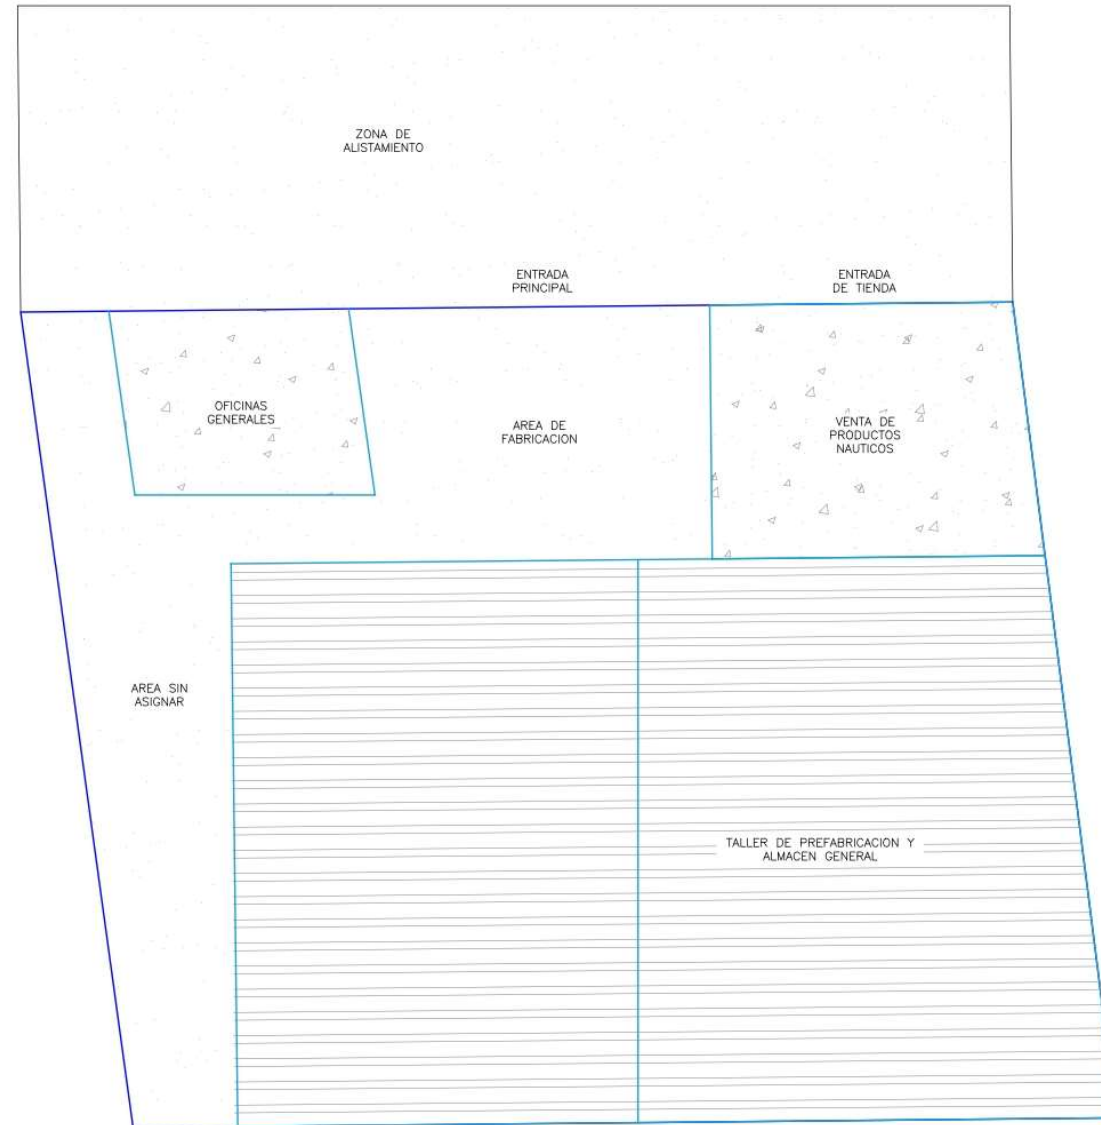 ZONA DE
ALISTAMIENTO
ENTRADA
PRINCIPAL
ENTRADA
DE TIENDA
OFICINAS
GENERALES
AREA DE
FABRICACION
VENTA DE
PRODUCTOS
NAUTICOS
AREA SIN
ASIGNAR
TALLER DE PREFABRICACION Y
ALMACEN GENERAL